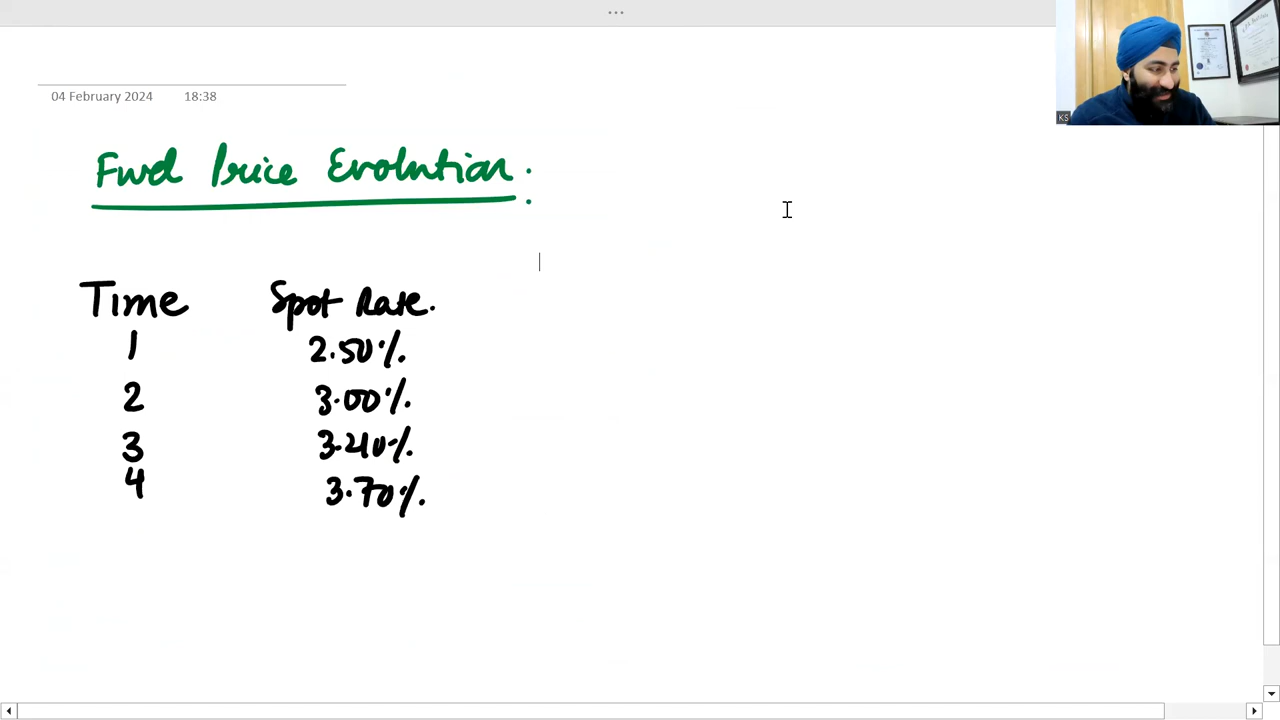 04 February 2024 18:38
Fwd Price Evolution :
Time Spot Rate.
1 2.50%
2 3.00%
3 3.40%
4 3.70%
KS